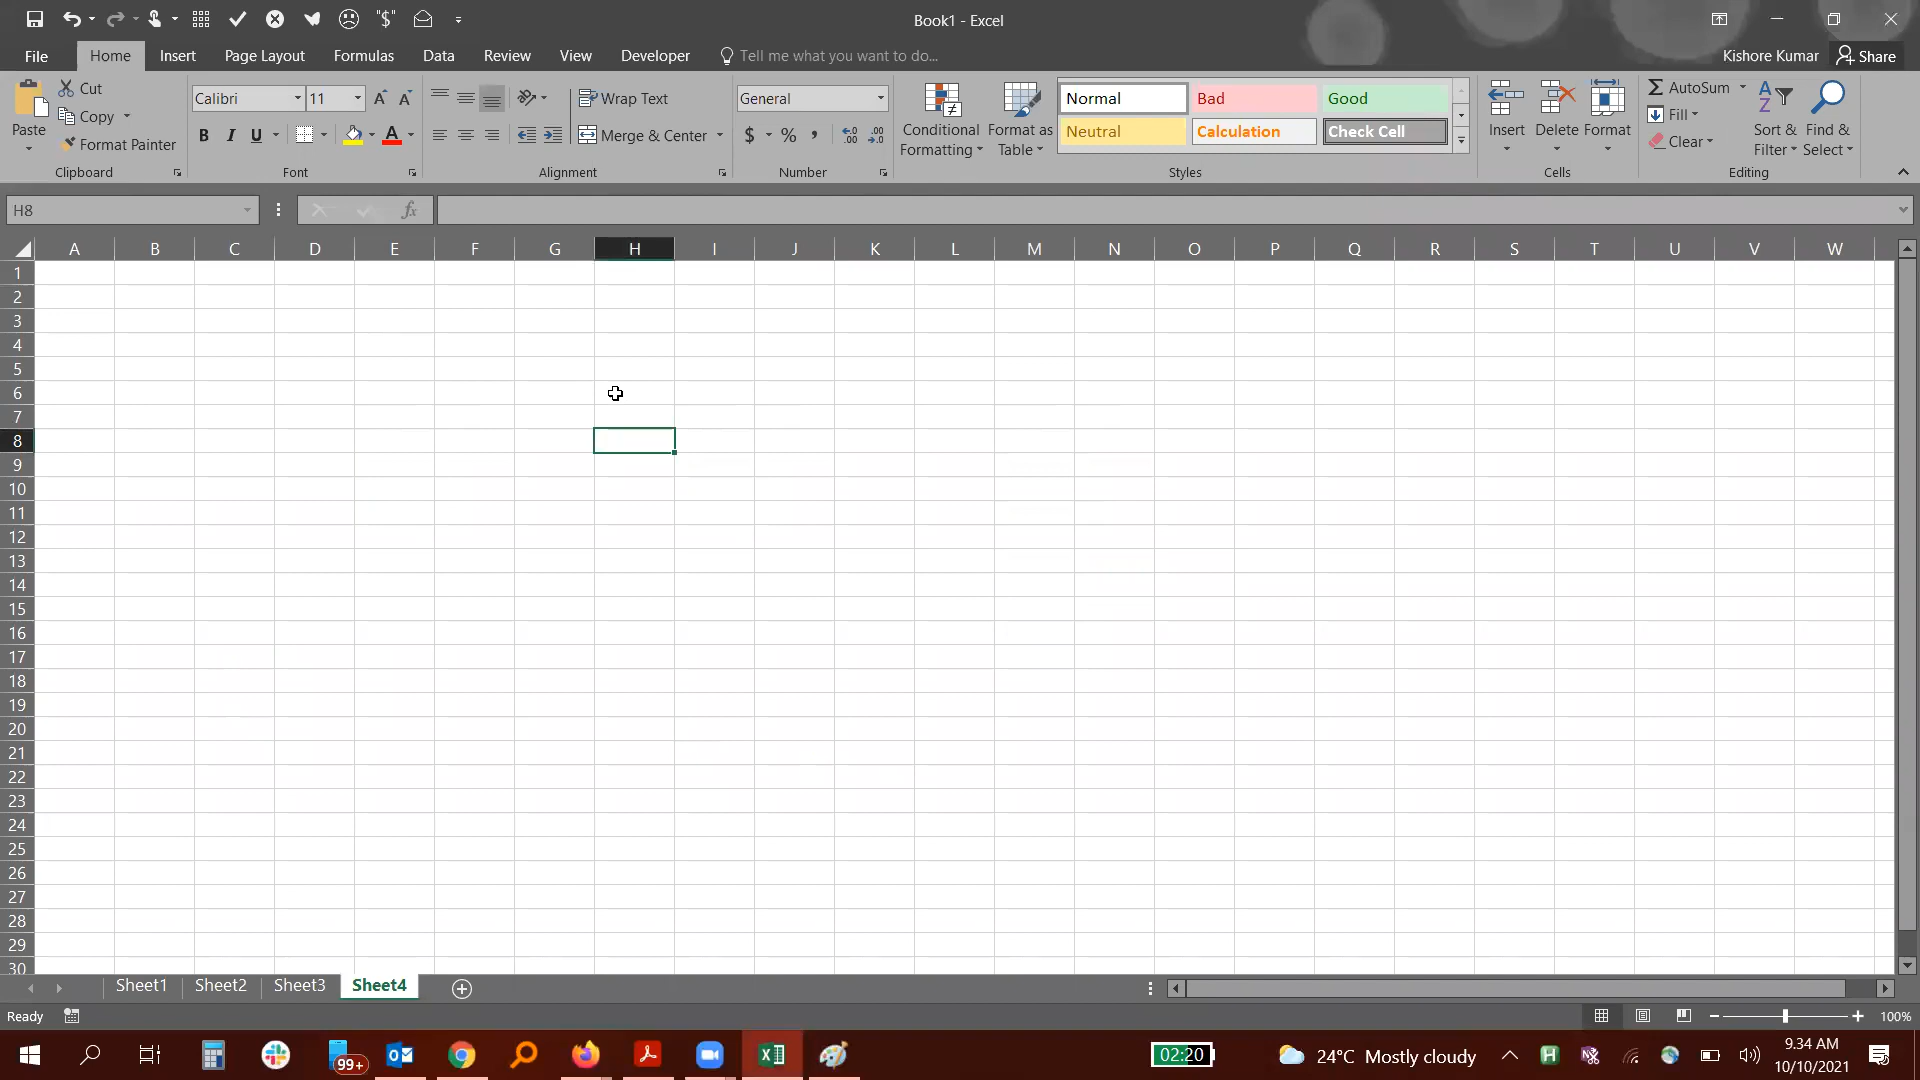 "$"
Book1 - Excel
File Home Insert Page Layout Formulas Data Review View Developer Tell me what you want to do... Kishore Kumar Share
Paste
Cut
Copy
Format Painter
Clipboard
Calibri 11
B I U
Font
Wrap Text
Merge & Center
Alignment
General
$ % ,
Number
Conditional Formatting
Format as Table
Normal Bad Good
Neutral Calculation Check Cell
Styles
Insert Delete Format
Cells
AutoSum
Fill
Clear
Sort & Filter
Find & Select
Editing
H8 fx
A B C D E F G H I J K L M N O P Q R S T U V W
1
2
3
4
5
6
7
8
9
10
11
12
13
14
15
16
17
18
19
20
21
22
23
24
25
26
27
28
29
30
Sheet1 Sheet2 Sheet3 Sheet4
Ready 100%
99+ 02:20 24°C Mostly cloudy 9.34 AM
10/10/2021